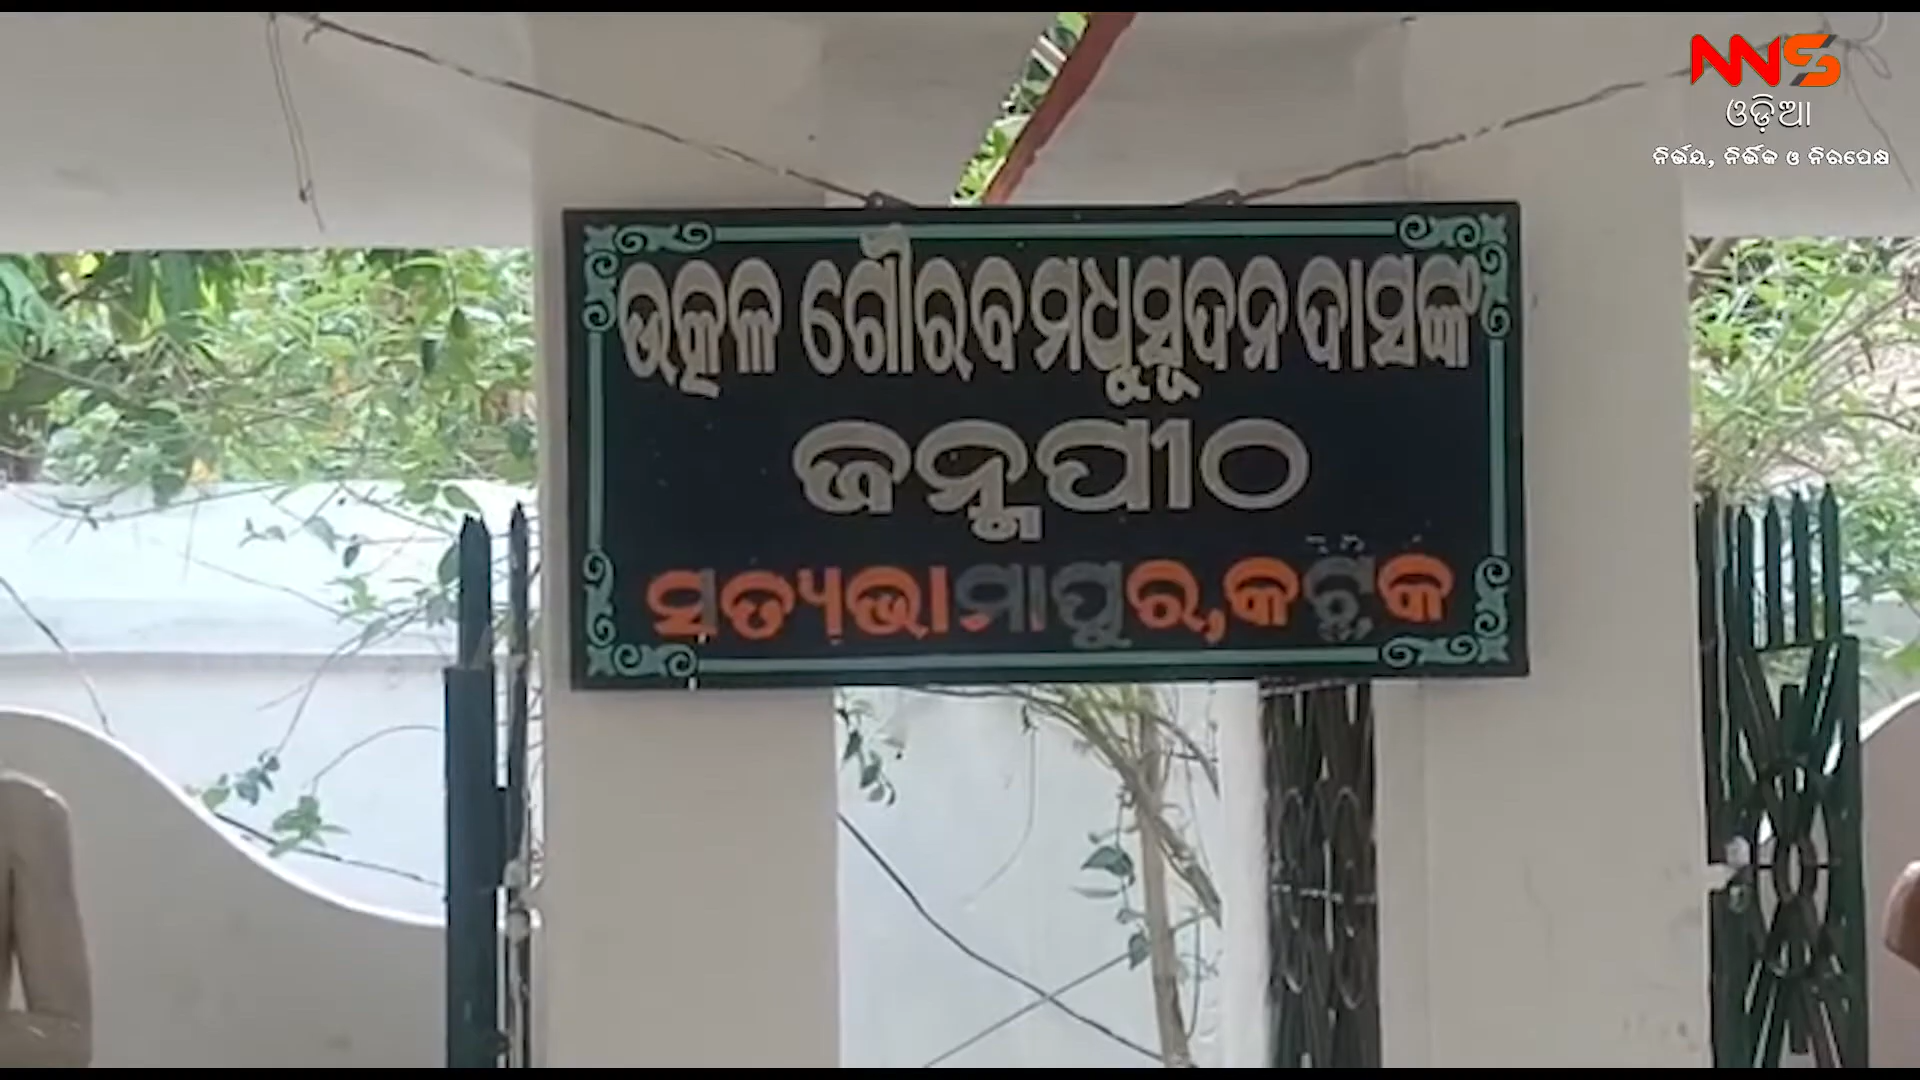 NNS
ଓଡ଼ିଆ
ନିର୍ଭୟ, ନିର୍ଭିକ ଓ ନିରପେକ୍ଷ
ଉତ୍କଳ ଗୌରବ ମଧୁସୂଦନ ଦାସଙ୍କ
ଜନ୍ମପୀଠ
ସତ୍ୟଭାମାପୁର, କଟକ